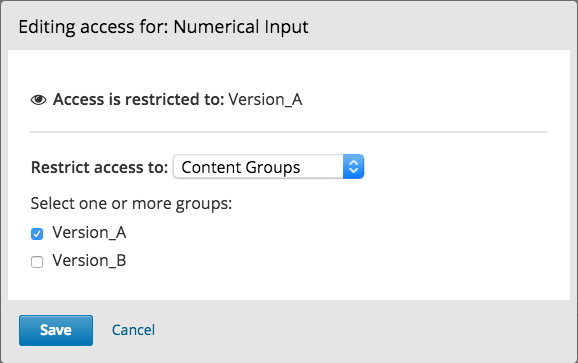 Editing access for: Numerical Input
Access is restricted to: Version_A
Restrict access to: Content Groups
Select one or more groups:
Version_A
Version_B
Save Cancel